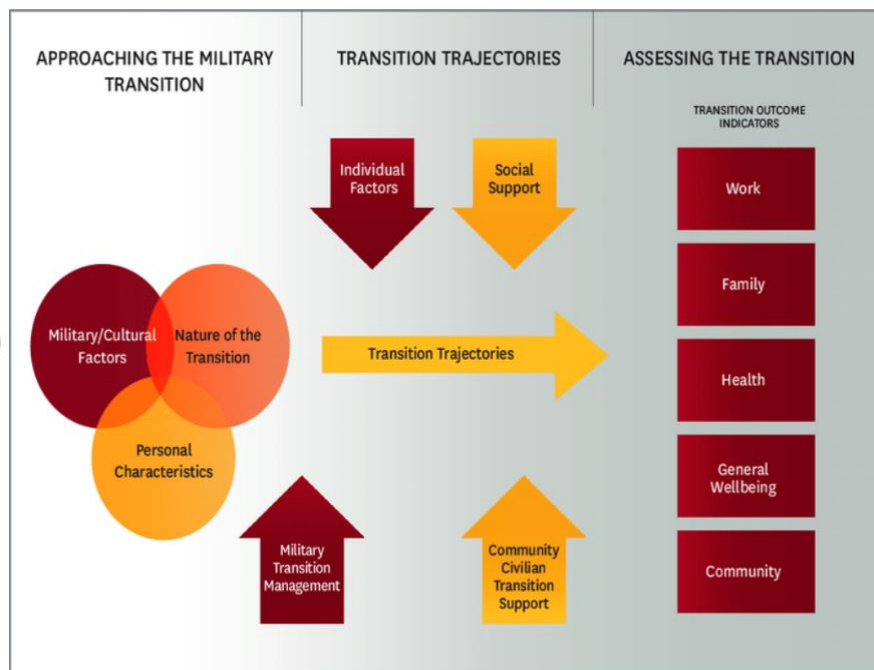 APPROACHING THE MILITARY
TRANSITION
TRANSITION TRAJECTORIES
ASSESSING THE TRANSITION
TRANSITION OUTCOME
INDICATORS
Individual
Factors
Social
Support
Work
Family
Military/Cultural
Factors
Nature of the
Transition
Transition Trajectories
Health
Personal
Characteristics
General
Wellbeing
Military
Transition
Management
Community
Civilian
Transition
Support
Community